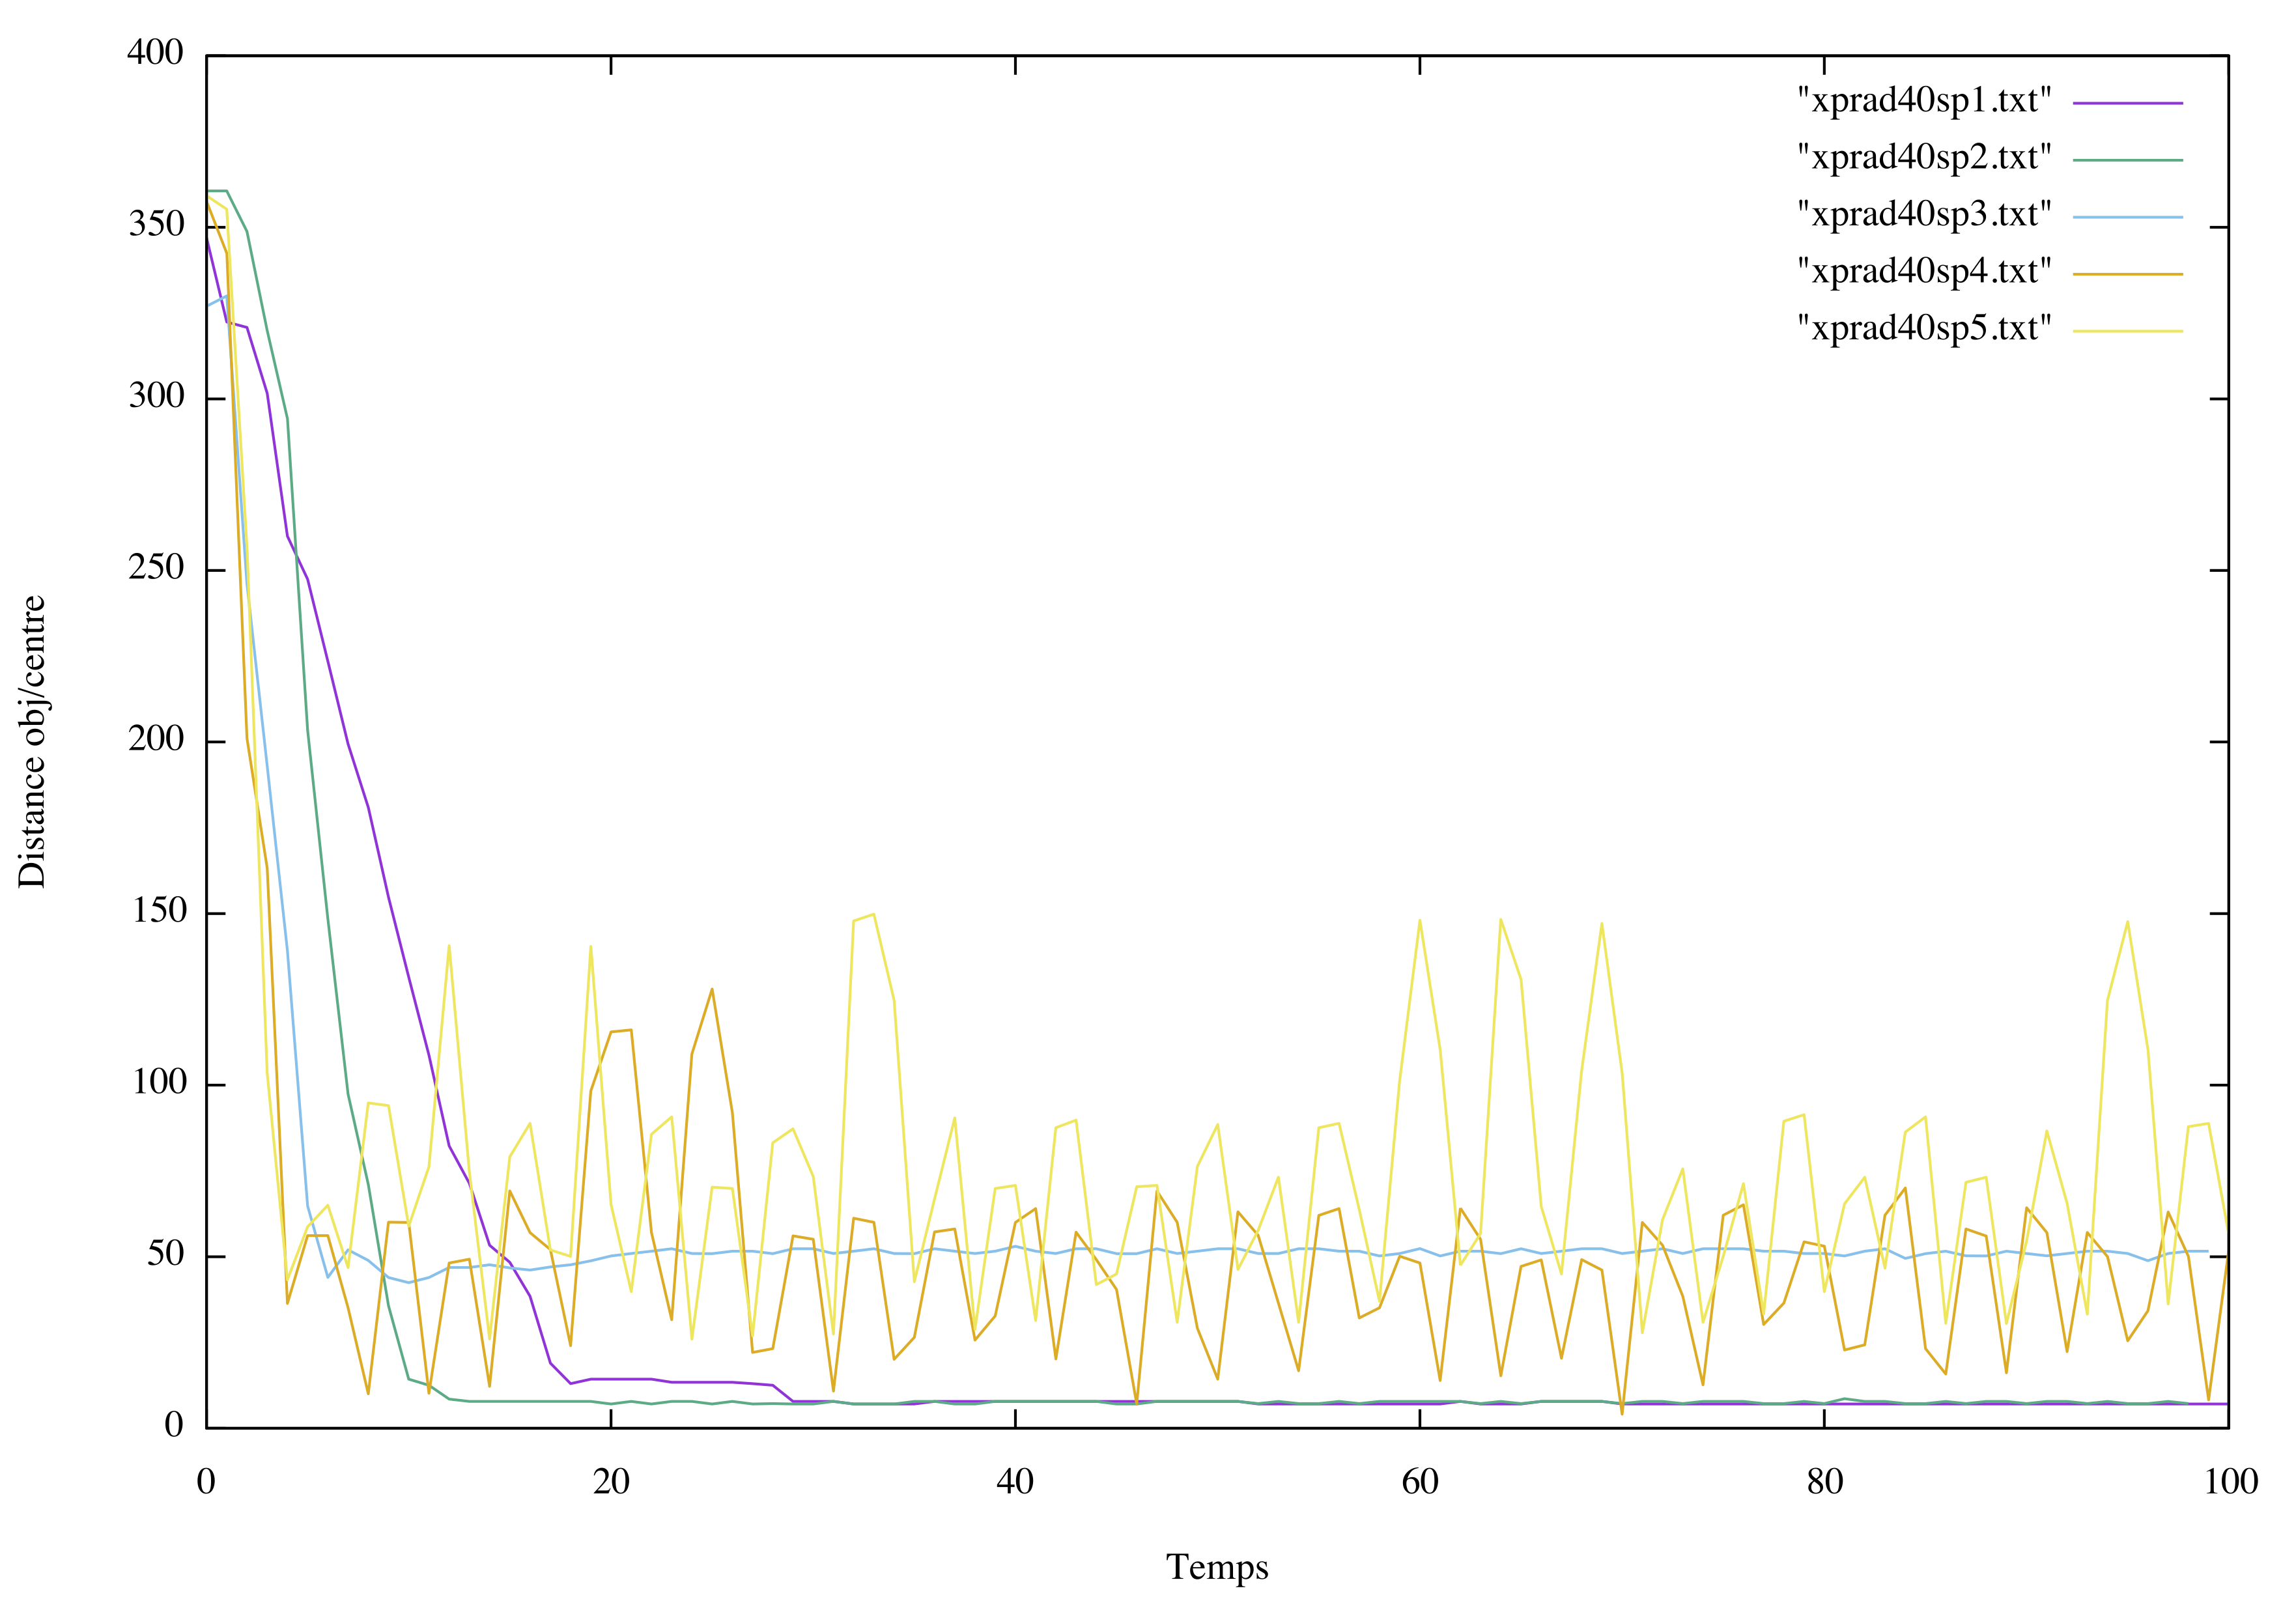 400
350
300
250
200
150
100
50
0
0 20 40 60 80 100
Distance obj/centre
Temps
"xprad40sp1.txt"
"xprad40sp2.txt"
"xprad40sp3.txt"
"xprad40sp4.txt"
"xprad40sp5.txt"